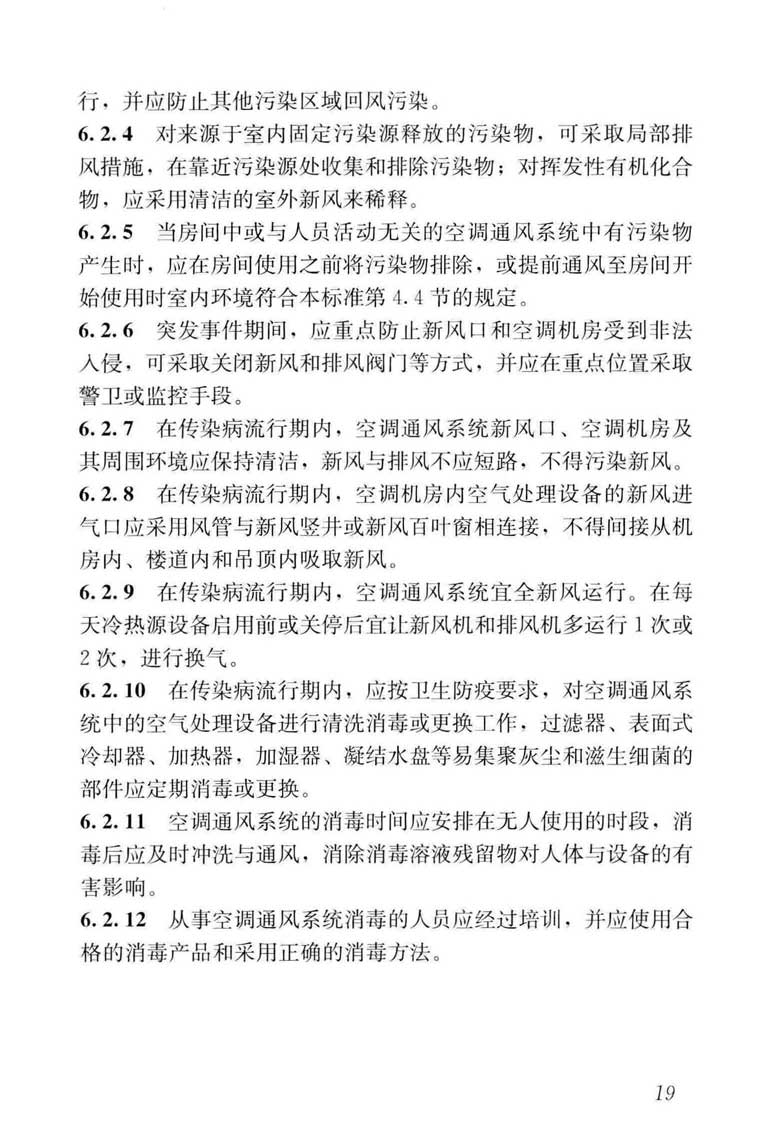 行，并应防止其他污染区域回风污染。
6.2.4 对来源于室内固定污染源释放的污染物，可采取局部排
风措施，在靠近污染源处收集和排除污染物；对挥发性有机化合
物，应采用清洁的室外新风来稀释。
6.2.5 当房间中或与人员活动无关的空调通风系统中有污染物
产生时，应在房间使用之前将污染物排除，或提前通风至房间开
始使用时室内环境符合本标准第 4.4 节的规定。
6.2.6 突发事件期间，应重点防止新风口和空调机房受到非法
入侵，可采取关闭新风和排风阀门等方式，并应在重点位置采取
警卫或监控手段。
6.2.7 在传染病流行期内，空调通风系统新风口、空调机房及
其周围环境应保持清洁，新风与排风不应短路，不得污染新风。
6.2.8 在传染病流行期内，空调机房内空气处理设备的新风进
气口应采用风管与新风竖井或新风百叶窗相连接，不得间接从机
房内、楼道内和吊顶内吸取新风。
6.2.9 在传染病流行期内，空调通风系统宜全新风运行。在每
天冷热源设备启用前或关停后宜让新风机和排风机多运行 1 次或
2 次，进行换气。
6.2.10 在传染病流行期内，应按卫生防疫要求，对空调通风系
统中的空气处理设备进行清洗消毒或更换工作，过滤器、表面式
冷却器、加热器，加湿器、凝结水盘等易集聚灰尘和滋生细菌的
部件应定期消毒或更换。
6.2.11 空调通风系统的消毒时间应安排在无人使用的时段，消
毒后应及时冲洗与通风，消除消毒溶液残留物对人体与设备的有
害影响。
6.2.12 从事空调通风系统消毒的人员应经过培训，并应使用合
格的消毒产品和采用正确的消毒方法。
19